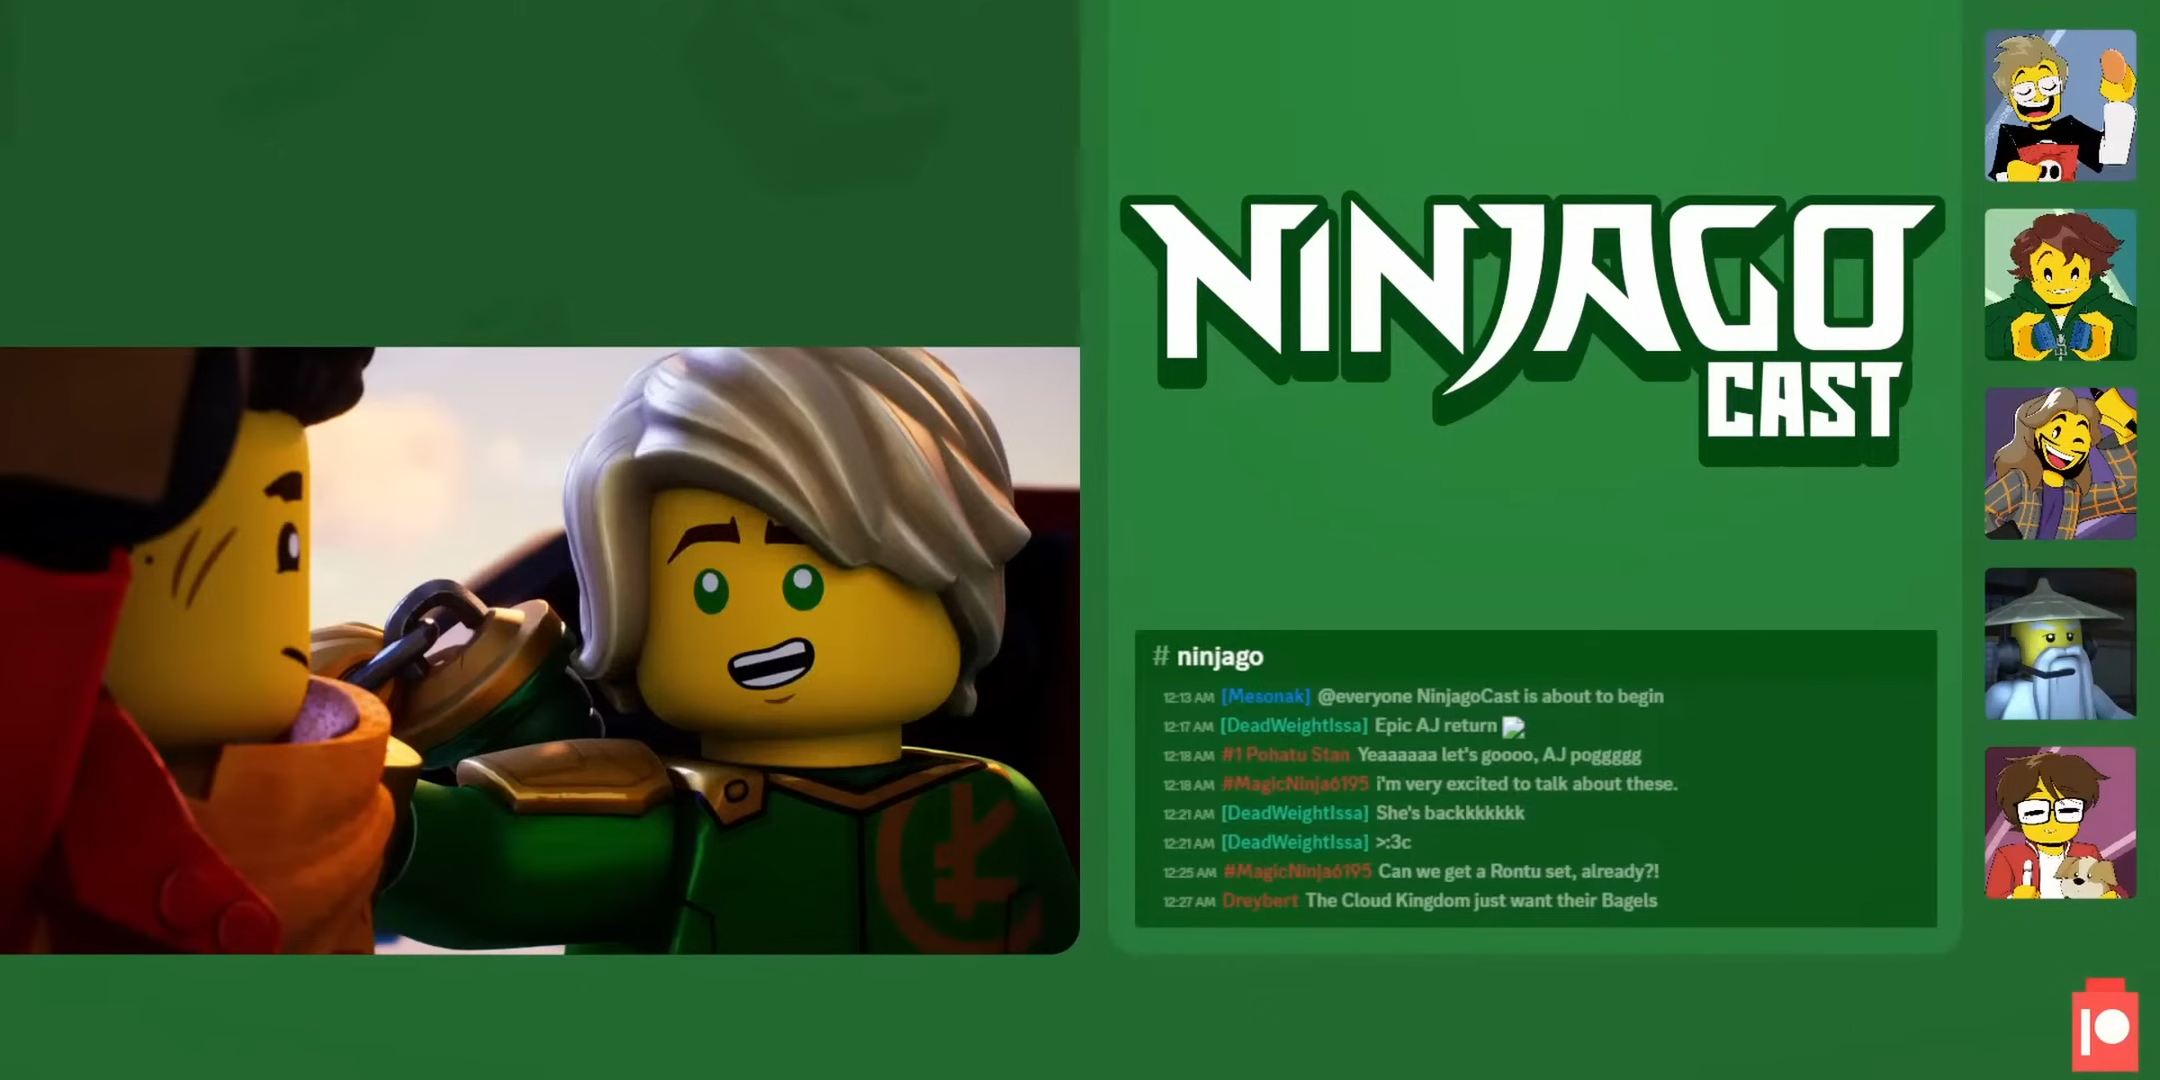 NINJAGO
CAST
# ninjago
12:13 AM [Mesonak] @everyone NinjagoCast is about to begin
12:17 AM [DeadWeightIssa] Epic AJ return
12:18 AM #1 Pohatu Stan Yeaaaaaa let's goooo, AJ poggggg
12:18 AM #MagicNinja6195 i'm very excited to talk about these.
12:21 AM [DeadWeightIssa] She's backkkkkkk
12:21 AM [DeadWeightIssa] >:3c
12:25 AM #MagicNinja6195 Can we get a Rontu set, already?!
12:27 AM Dreybert The Cloud Kingdom just want their Bagels